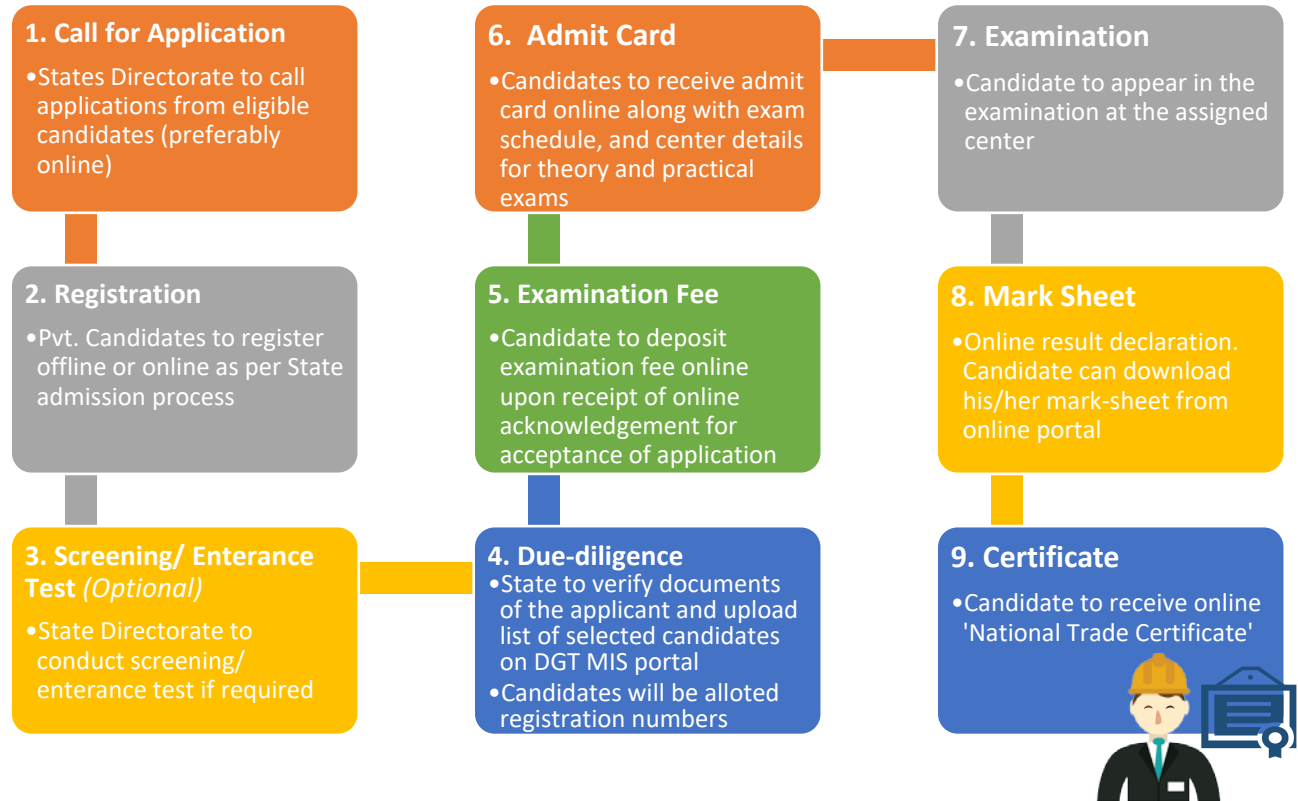 1. Call for Application
•States Directorate to call
applications from eligible
candidates (preferably
online)
2. Registration
•Pvt. Candidates to register
offline or online as per State
admission process
3. Screening/ Enterance
Test (Optional)
•State Directorate to
conduct screening/
enterance test if required
4. Due-diligence
•State to verify documents
of the applicant and upload
list of selected candidates
on DGT MIS portal
•Candidates will be alloted
registration numbers
5. Examination Fee
•Candidate to deposit
examination fee online
upon receipt of online
acknowledgement for
acceptance of application
6. Admit Card
•Candidates to receive admit
card online along with exam
schedule, and center details
for theory and practical
exams
7. Examination
•Candidate to appear in the
examination at the assigned
center
8. Mark Sheet
•Online result declaration.
Candidate can download
his/her mark-sheet from
online portal
9. Certificate
•Candidate to receive online
'National Trade Certificate'